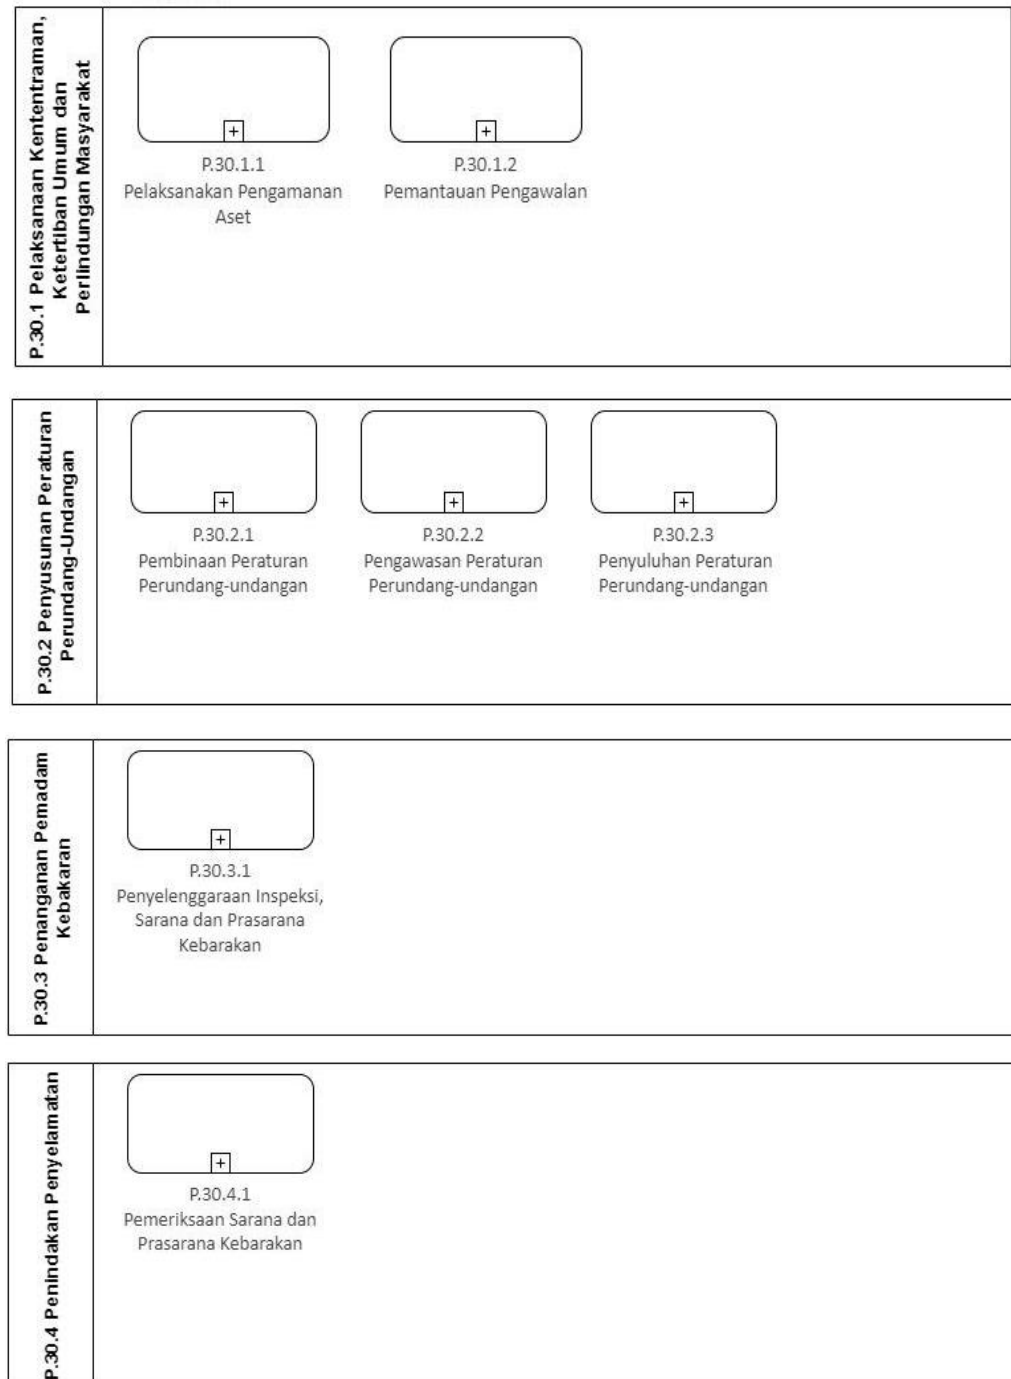 P.30.1 Pelaksanaan Kententraman,
Ketertiban Umum dan
Perlindungan Masyarakat
+
P.30.1.1
Pelaksanakan Pengamanan
Aset
+
P.30.1.2
Pemantauan Pengawalan
P.30.2 Penyusunan Peraturan
Perundang-Undangan
+
P.30.2.1
Pembinaan Peraturan
Perundang-undangan
+
P.30.2.2
Pengawasan Peraturan
Perundang-undangan
+
P.30.2.3
Penyuluhan Peraturan
Perundang-undangan
P.30.3 Penanganan Pemadam
Kebakaran
+
P.30.3.1
Penyelenggaraan Inspeksi,
Sarana dan Prasarana
Kebarakan
P.30.4 Penindakan Penyelamatan
+
P.30.4.1
Pemeriksaan Sarana dan
Prasarana Kebarakan